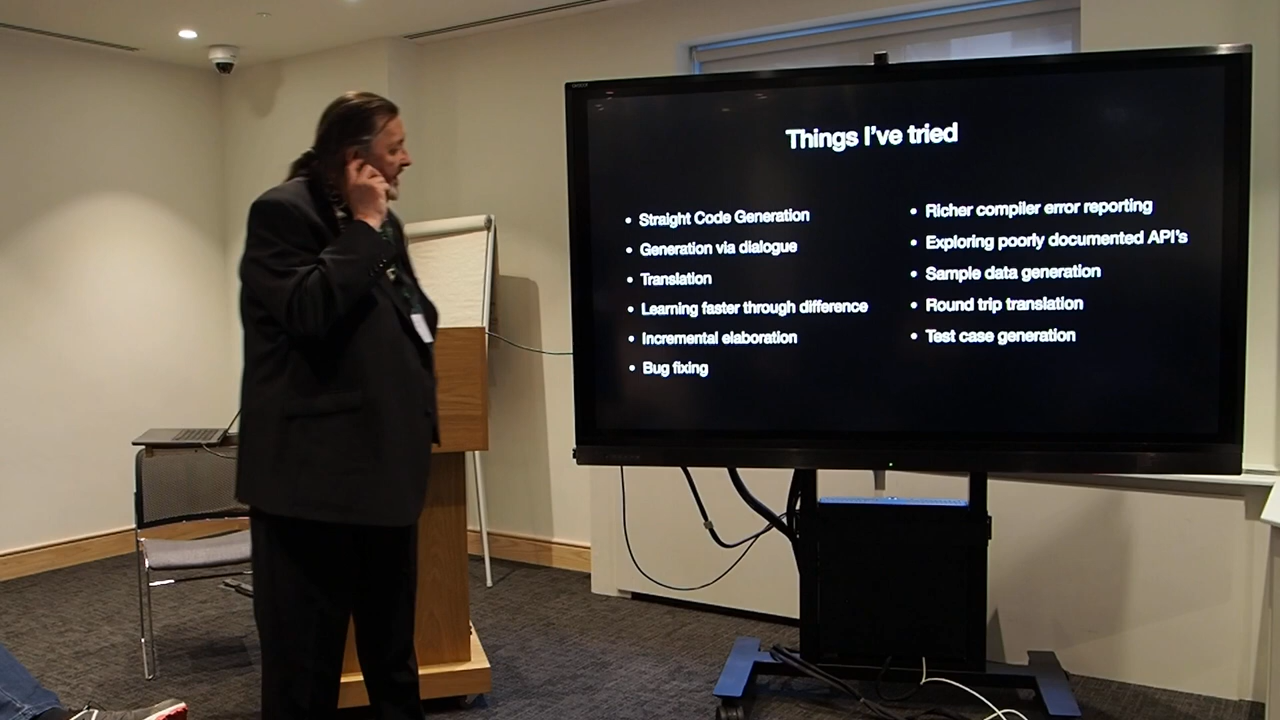 Things I've tried
• Straight Code Generation
• Generation via dialogue
• Translation
• Learning faster through difference
• Incremental elaboration
• Bug fixing
• Richer compiler error reporting
• Exploring poorly documented API's
• Sample data generation
• Round trip translation
• Test case generation